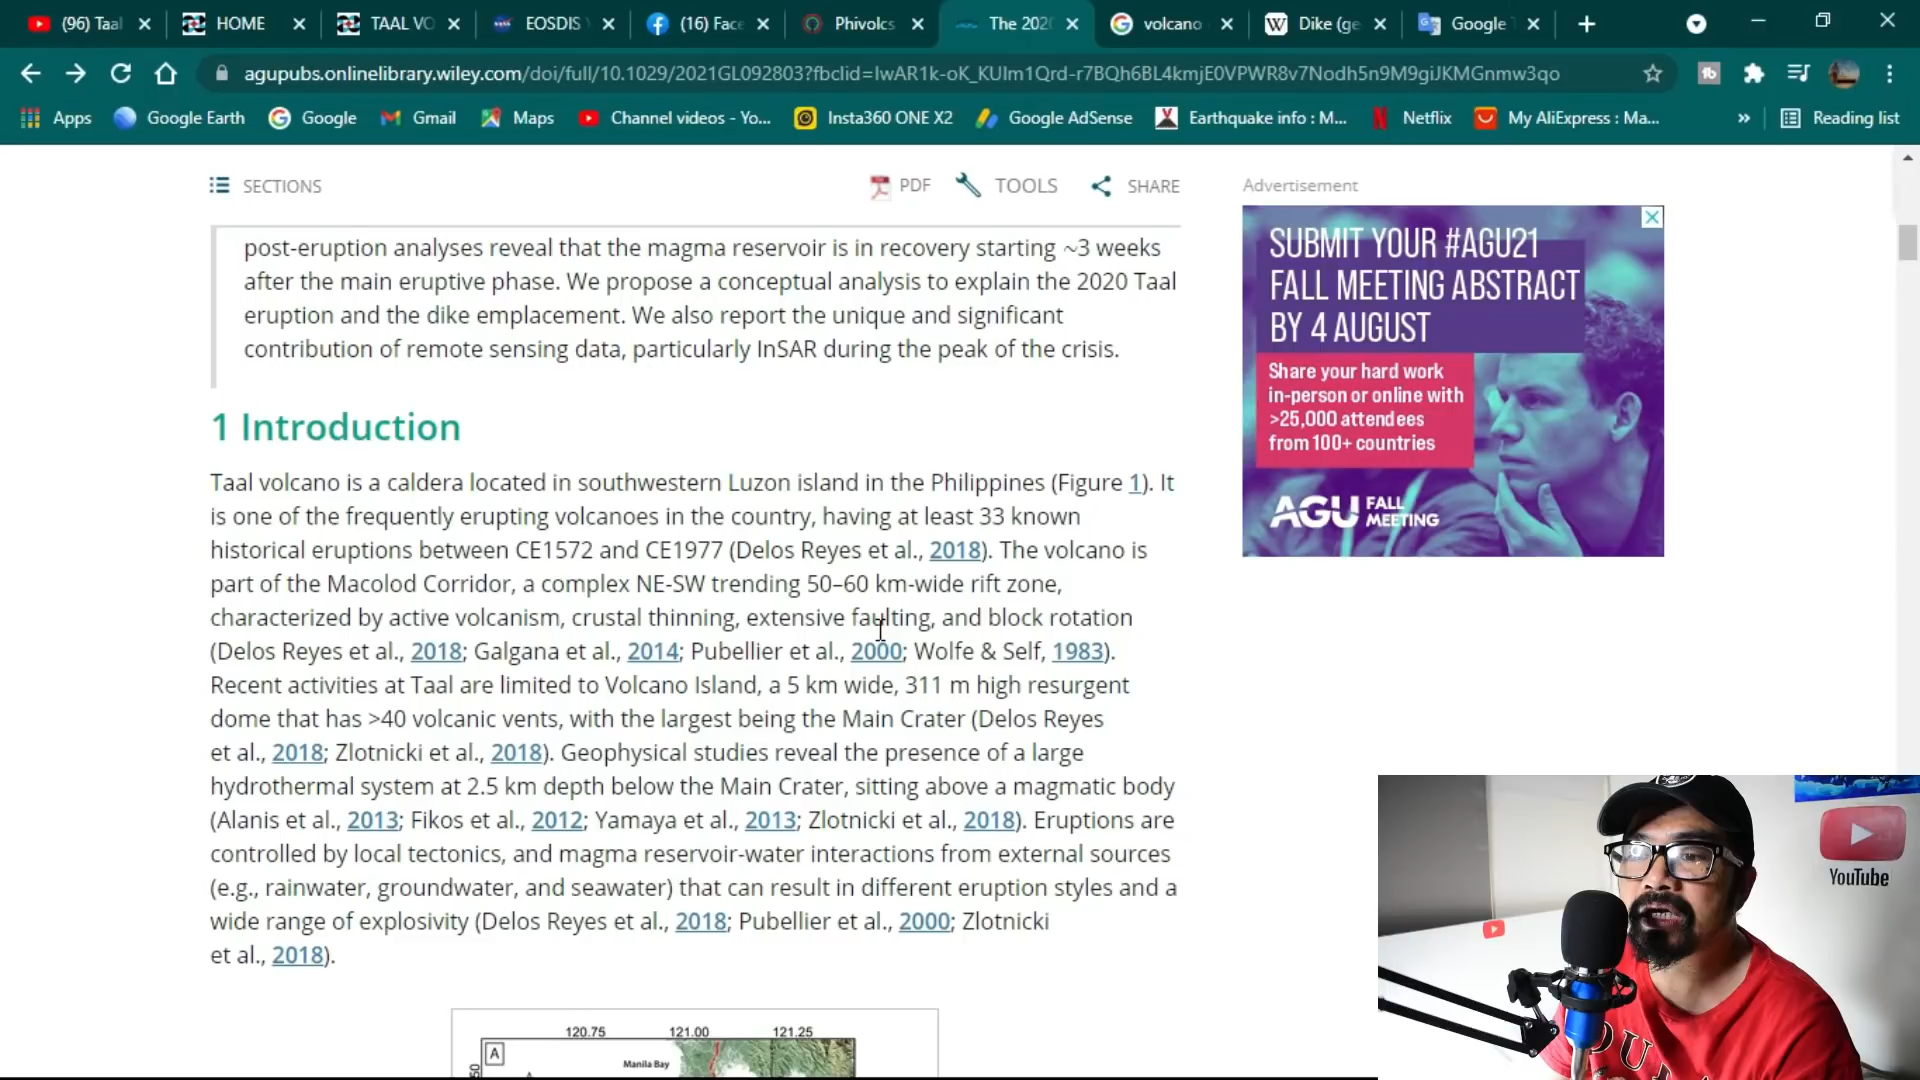 (96) Taal
HOME
TAAL VO
EOSDIS
(16) Face
Phivolcs
The 202
volcano
Dike (ge
Google T
agupubs.onlinelibrary.wiley.com/doi/full/10.1029/2021GL092803?fbclid=IwAR1k-oK_KUlm1Qrd-r7BQh6BL4kmjE0VPWR8v7Nodh5n9M9giJKMGnmw3qo
Apps
Google Earth
Google
Gmail
Maps
Channel videos - Yo...
Insta360 ONE X2
Google AdSense
Earthquake info : M...
Netflix
My AliExpress : Ma...
»
Reading list
SECTIONS
PDF
TOOLS
SHARE
post-eruption analyses reveal that the magma reservoir is in recovery starting ~3 weeks
after the main eruptive phase. We propose a conceptual analysis to explain the 2020 Taal
eruption and the dike emplacement. We also report the unique and significant
contribution of remote sensing data, particularly InSAR during the peak of the crisis.
1 Introduction
Taal volcano is a caldera located in southwestern Luzon island in the Philippines (Figure 1). It
is one of the frequently erupting volcanoes in the country, having at least 33 known
historical eruptions between CE1572 and CE1977 (Delos Reyes et al., 2018). The volcano is
part of the Macolod Corridor, a complex NE-SW trending 50–60 km-wide rift zone,
characterized by active volcanism, crustal thinning, extensive faulting, and block rotation
(Delos Reyes et al., 2018; Galgana et al., 2014; Pubellier et al., 2000; Wolfe & Self, 1983).
Recent activities at Taal are limited to Volcano Island, a 5 km wide, 311 m high resurgent
dome that has >40 volcanic vents, with the largest being the Main Crater (Delos Reyes
et al., 2018; Zlotnicki et al., 2018). Geophysical studies reveal the presence of a large
hydrothermal system at 2.5 km depth below the Main Crater, sitting above a magmatic body
(Alanis et al., 2013; Fikos et al., 2012; Yamaya et al., 2013; Zlotnicki et al., 2018). Eruptions are
controlled by local tectonics, and magma reservoir-water interactions from external sources
(e.g., rainwater, groundwater, and seawater) that can result in different eruption styles and a
wide range of explosivity (Delos Reyes et al., 2018; Pubellier et al., 2000; Zlotnicki
et al., 2018).
120.75 121.00 121.25
A
Manila Bay
Advertisement
SUBMIT YOUR #AGU21
FALL MEETING ABSTRACT
BY 4 AUGUST
Share your hard work
in-person or online with
>25,000 attendees
from 100+ countries
AGU FALL
MEETING
YouTube